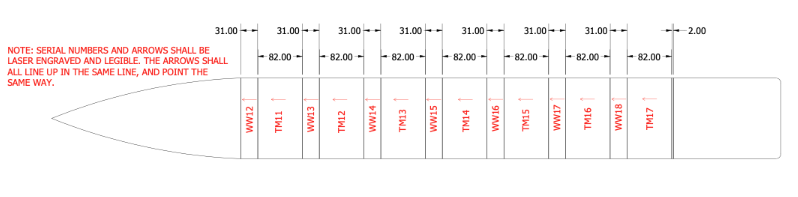 31.00 31.00 31.00 31.00 31.00 31.00 31.00 2.00
NOTE: SERIAL NUMBERS AND ARROWS SHALL BE
LASER ENGRAVED AND LEGIBLE. THE ARROWS SHALL
ALL LINE UP IN THE SAME LINE, AND POINT THE
SAME WAY.
82.00 82.00 82.00 82.00 82.00 82.00 82.00
WW12 TM11 WW13 TM12 WW14 TM13 WW15 TM14 WW16 TM15 WW17 TM16 WW18 TM17